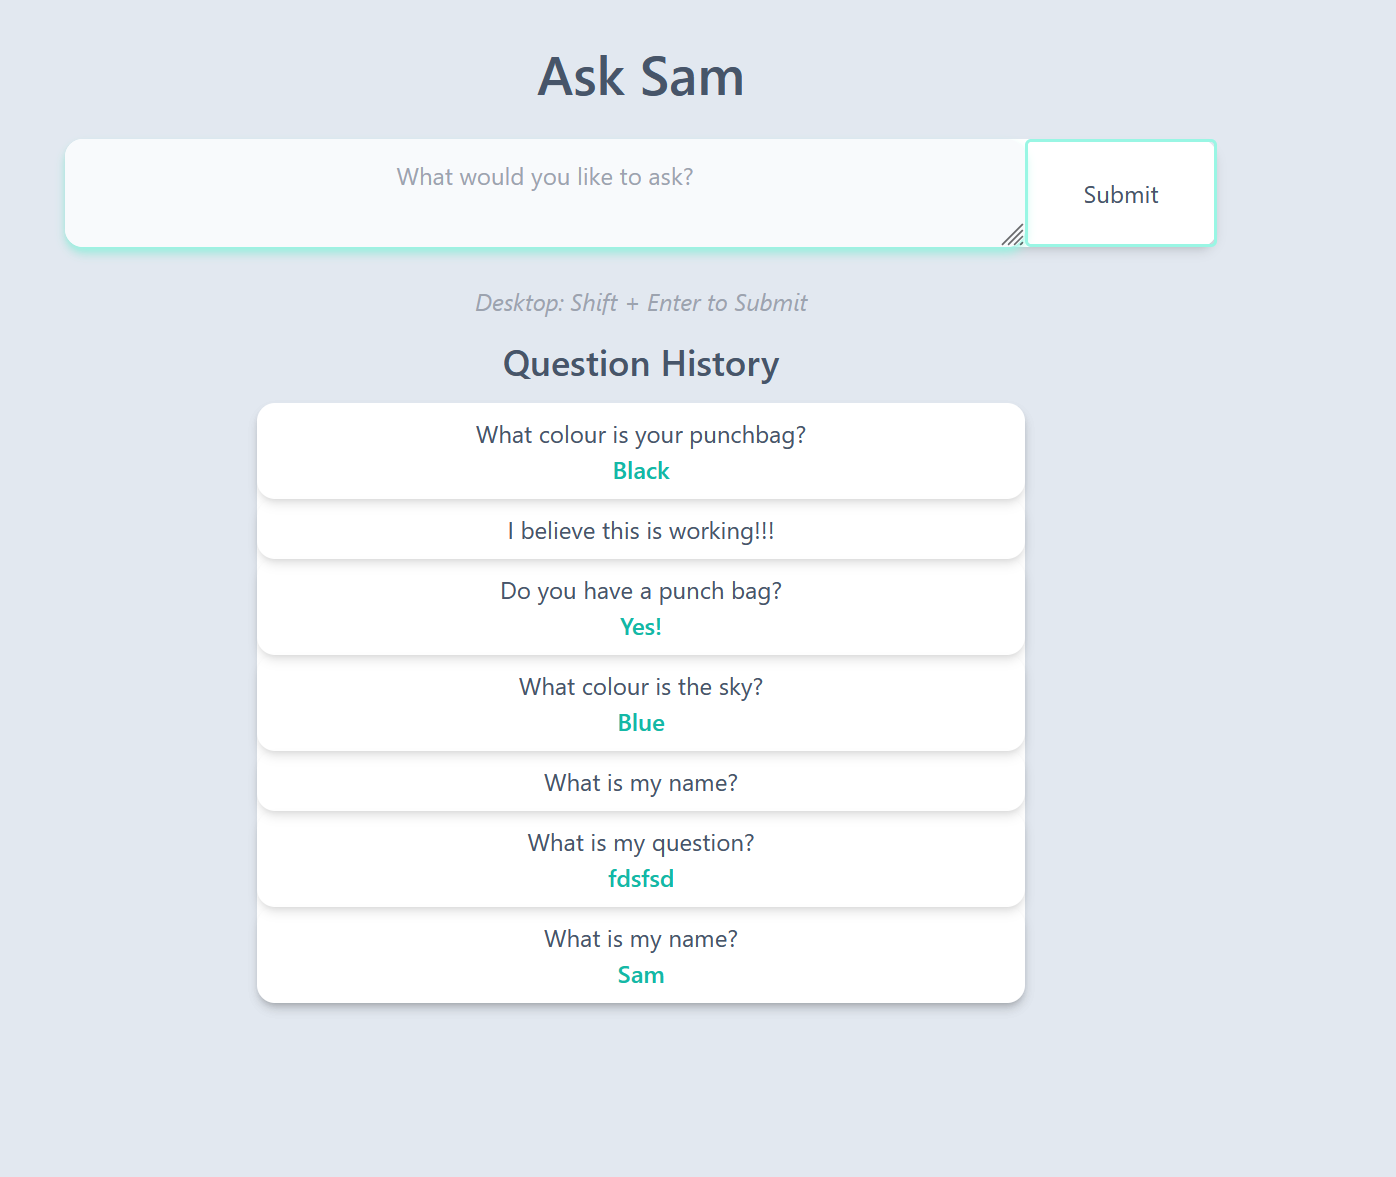 Ask Sam
What would you like to ask?
Submit
Desktop: Shift + Enter to Submit
Question History
What colour is your punchbag?
Black
I believe this is working!!!
Do you have a punch bag?
Yes!
What colour is the sky?
Blue
What is my name?
What is my question?
fdsfsd
What is my name?
Sam